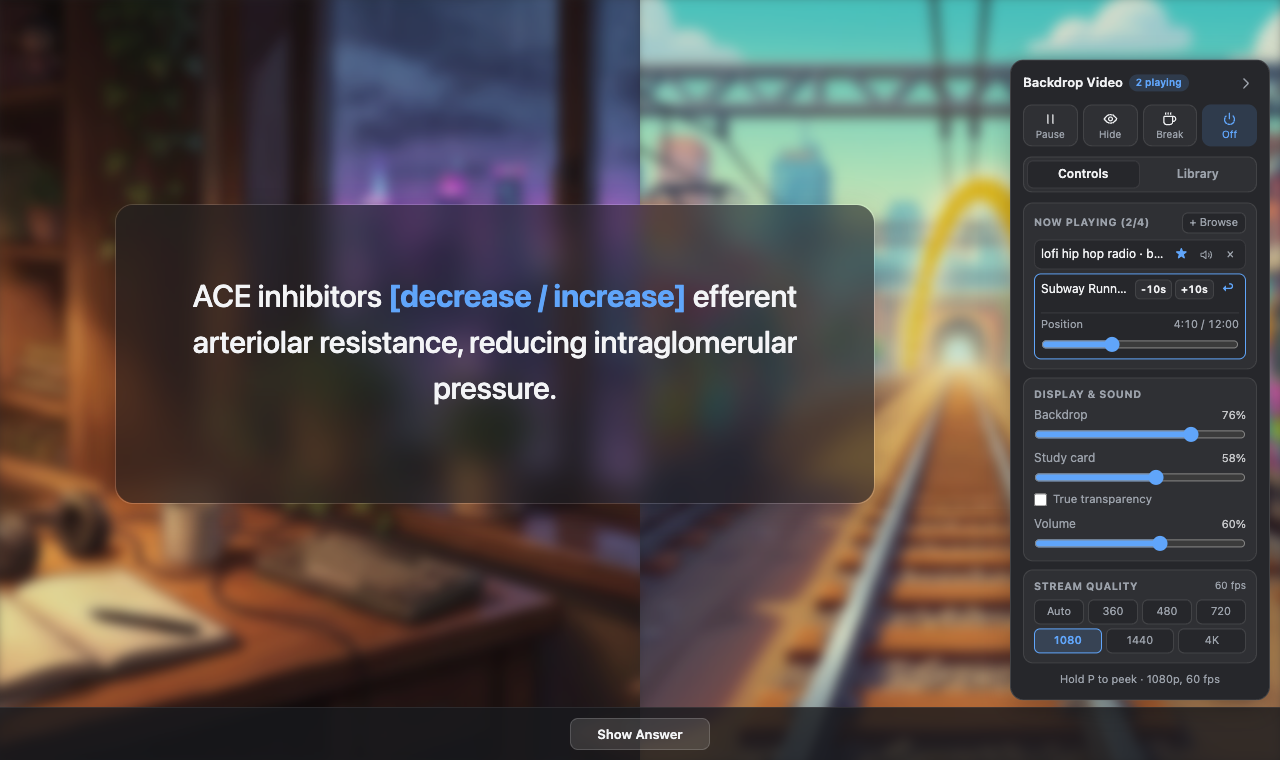 Backdrop Video 2 playing
Pause Hide Break Off
Controls Library
NOW PLAYING (2/4) + Browse
lofi hip hop radio · b...
Subway Runn... -10s +10s
Position 4:10 / 12:00
DISPLAY & SOUND
Backdrop 76%
Study card 58%
True transparency
Volume 60%
STREAM QUALITY 60 fps
Auto 360 480 720
1080 1440 4K
Hold P to peek · 1080p, 60 fps
ACE inhibitors [decrease / increase] efferent
arteriolar resistance, reducing intraglomerular
pressure.
Show Answer